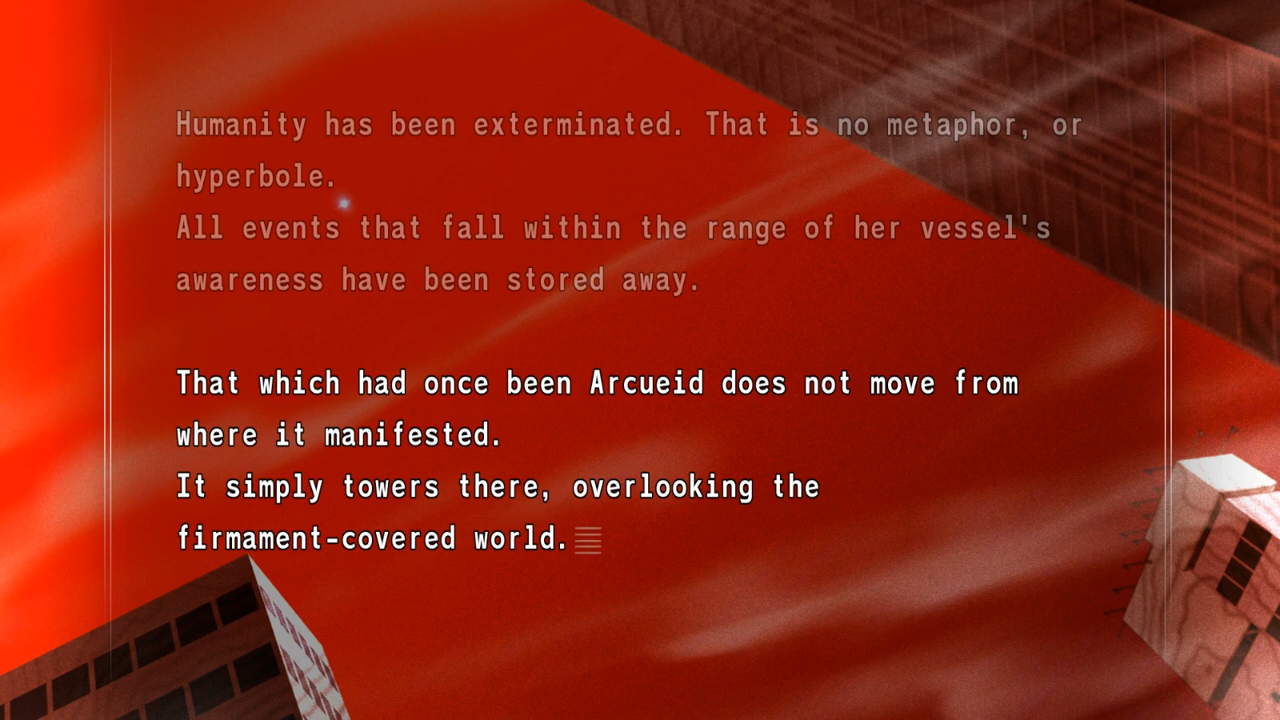 Humanity has been exterminated. That is no metaphor, or
hyperbole.
All events that fall within the range of her vessel's
awareness have been stored away.
That which had once been Arcueid does not move from
where it manifested.
It simply towers there, overlooking the
firmament-covered world.